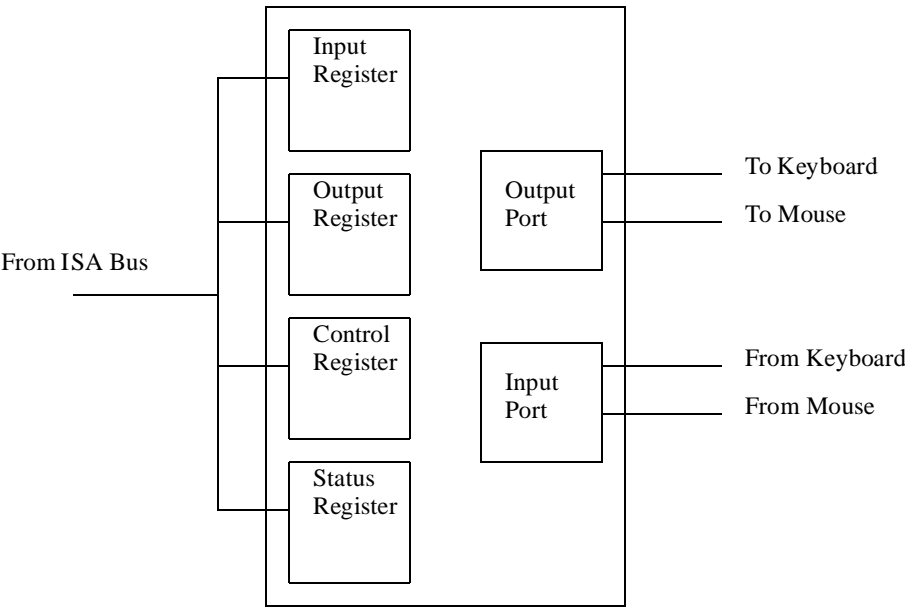 Input
Register
Output
Register
From ISA Bus
Control
Register
Status
Register
Output
Port
To Keyboard
To Mouse
Input
Port
From Keyboard
From Mouse